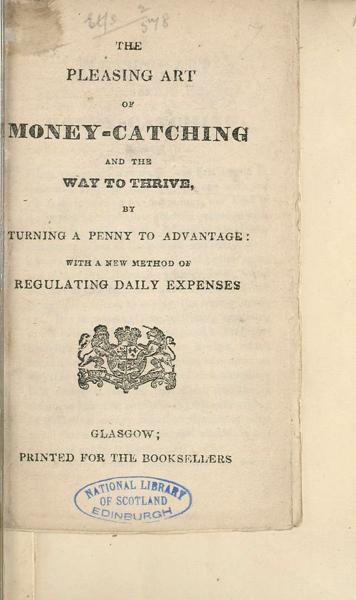 THE
PLEASING ART
OF
MONEY-CATCHING
AND THE
WAY TO THRIVE,
BY
TURNING A PENNY TO ADVANTAGE:
WITH A NEW METHOD OF
REGULATING DAILY EXPENSES
GLASGOW;
PRINTED FOR THE BOOKSELLERS
NATIONAL LIBRARY
OF SCOTLAND
EDINBURGH